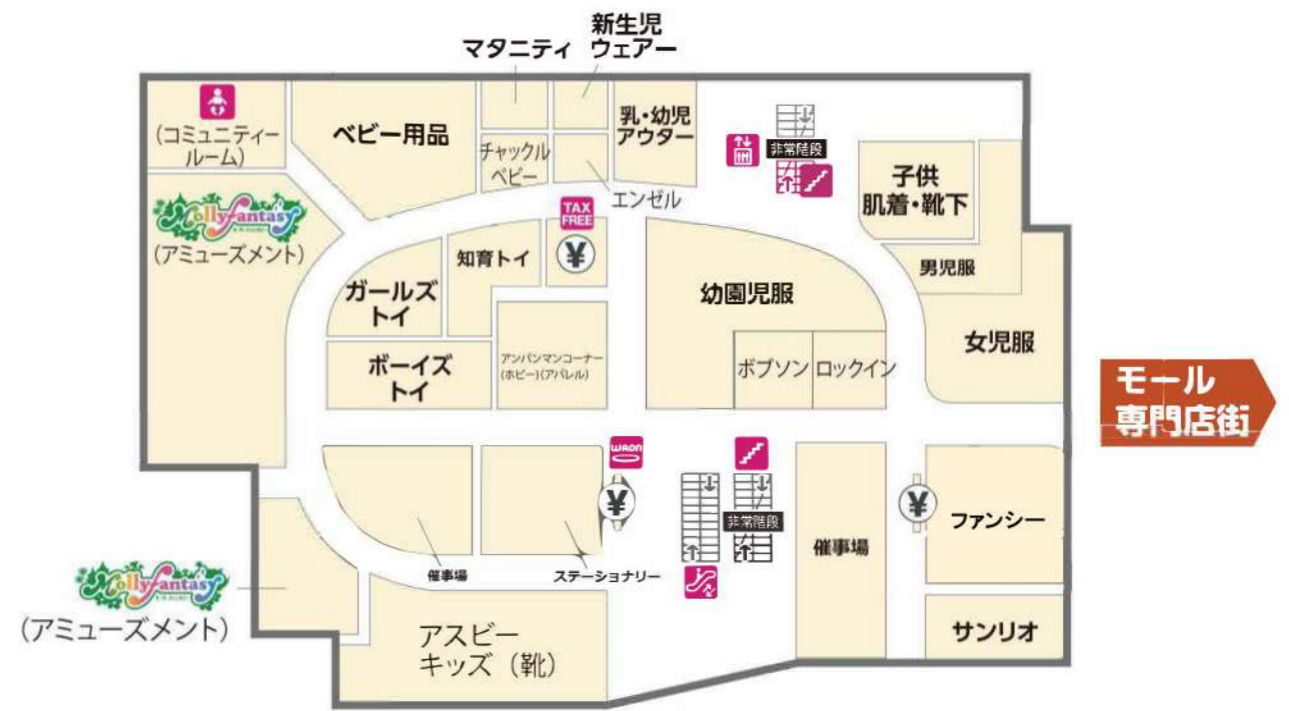 マタニティ
新生児
ウェアー
(コミュニティー
ルーム)
ベビー用品
チャックル
ベビー
エンゼル
乳・幼児
アウター
非常階段
子供
肌着・靴下
男児服
女児服
Mollyfantasy
(アミューズメント)
TAX
FREE
¥
知育トイ
ガールズ
トイ
ボーイズ
トイ
アンパンマンコーナー
(ホビー)(アパレル)
幼園児服
ボブソン
ロックイン
モール
専門店街
WAON
¥
非常階段
¥
催事場
ステーショナリー
催事場
ファンシー
サンリオ
Mollyfantasy
(アミューズメント)
アスビー
キッズ(靴)